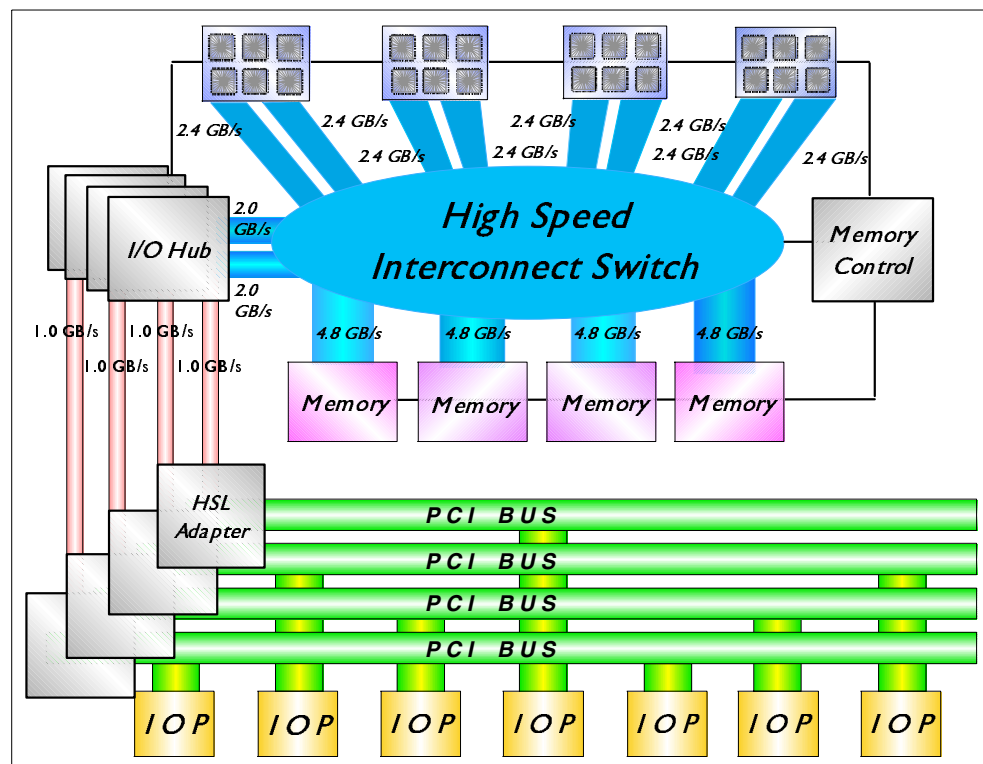 2.4 GB/s
2.4 GB/s
2.4 GB/s
2.4 GB/s
2.4 GB/s
2.4 GB/s
2.4 GB/s
2.4 GB/s
2.0
GB/s
High Speed
Interconnect Switch
I/O Hub
Memory
Control
2.0
GB/s
1.0 GB/s
1.0 GB/s
4.8 GB/s
4.8 GB/s
4.8 GB/s
4.8 GB/s
1.0 GB/s
1.0 GB/s
Memory
Memory
Memory
Memory
HSL
Adapter
PCI BUS
PCI BUS
PCI BUS
PCI BUS
IOP
IOP
IOP
IOP
IOP
IOP
IOP